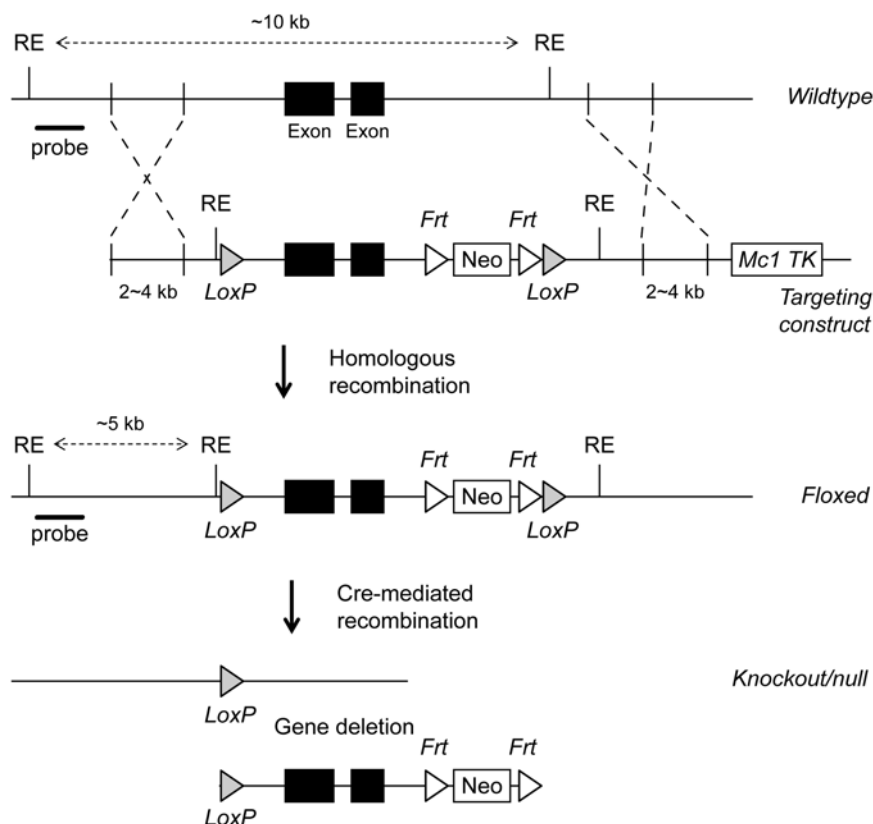 ~10 kb
RE RE
Wildtype
Exon Exon
probe
RE Frt Frt RE
Neo Mc1 TK
2~4 kb LoxP LoxP 2~4 kb
Targeting
construct
Homologous
recombination
~5 kb
RE RE Frt Frt RE
Neo Floxed
probe LoxP LoxP
Cre-mediated
recombination
Knockout/null
LoxP
Gene deletion
Frt Frt
Neo
LoxP